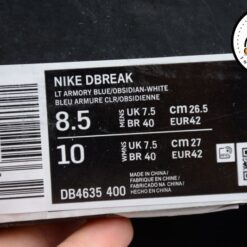 NIKE DBREAK
LT ARMORY BLUE/OBSIDIAN-WHITE
BLEU ARMURE CLR/OBSIDIENNE
8.5 MENS UK 7.5 BR 40 cm 26.5 EUR42
10 WMNS UK 7.5 BR 40 cm 27 EUR42
DB4635 400
MADE IN CHINA /
FABRIQUÉ EN CHINE /
FABRICADO EN CHINA /
HECHO EN CHINA